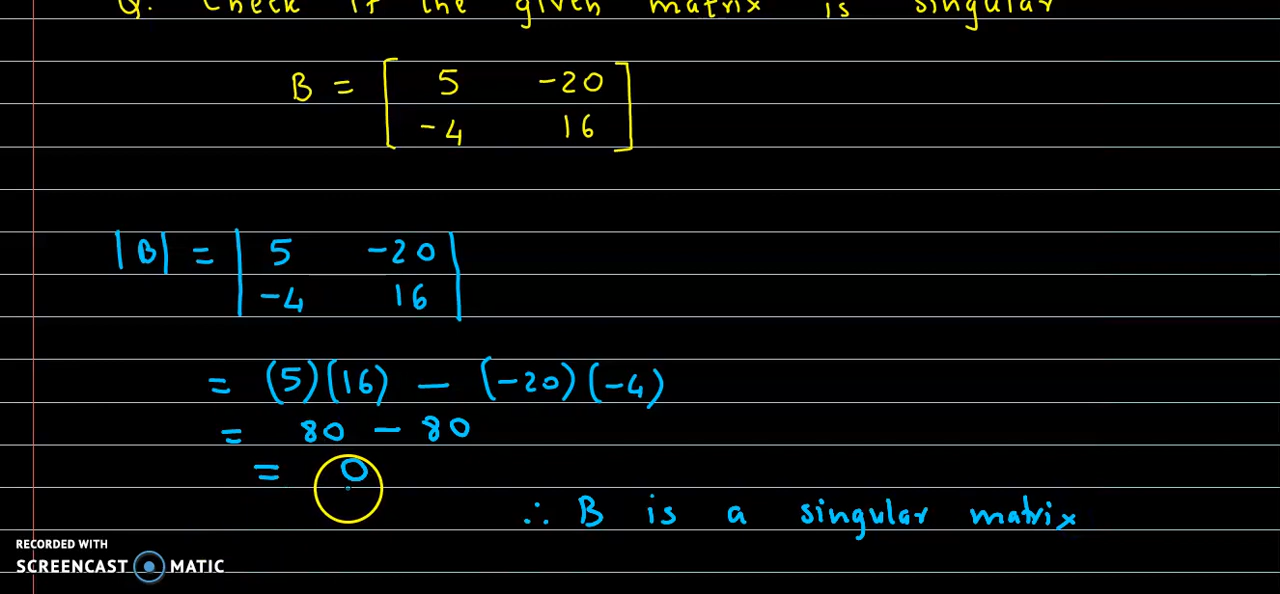 Q. Check if the given matrix is singular
B = [ 5 -20
-4 16 ]
|B| = | 5 -20
-4 16 |
= (5)(16) - (-20)(-4)
= 80 - 80
= 0
∴ B is a singular matrix
RECORDED WITH
SCREENCAST MATIC